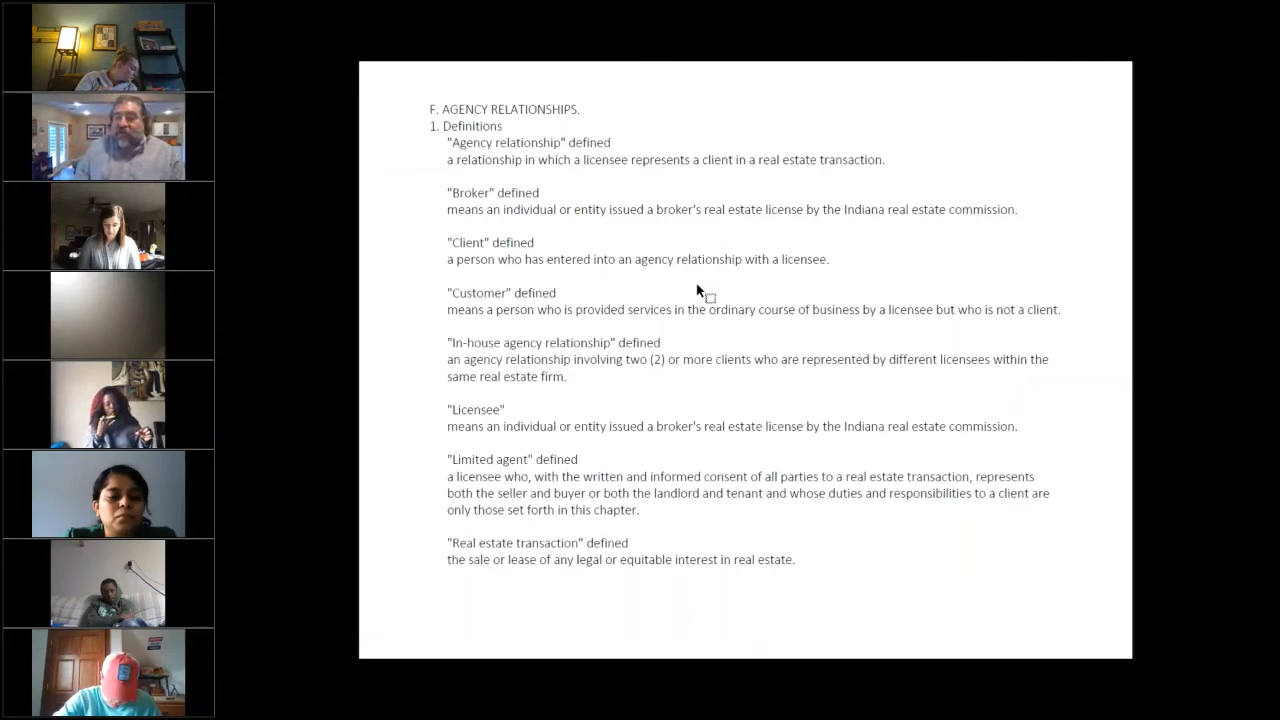 F. AGENCY RELATIONSHIPS.
1. Definitions
"Agency relationship" defined
a relationship in which a licensee represents a client in a real estate transaction.
"Broker" defined
means an individual or entity issued a broker's real estate license by the Indiana real estate commission.
"Client" defined
a person who has entered into an agency relationship with a licensee.
"Customer" defined
means a person who is provided services in the ordinary course of business by a licensee but who is not a client.
"In-house agency relationship" defined
an agency relationship involving two (2) or more clients who are represented by different licensees within the
same real estate firm.
"Licensee"
means an individual or entity issued a broker's real estate license by the Indiana real estate commission.
"Limited agent" defined
a licensee who, with the written and informed consent of all parties to a real estate transaction, represents
both the seller and buyer or both the landlord and tenant and whose duties and responsibilities to a client are
only those set forth in this chapter.
"Real estate transaction" defined
the sale or lease of any legal or equitable interest in real estate.